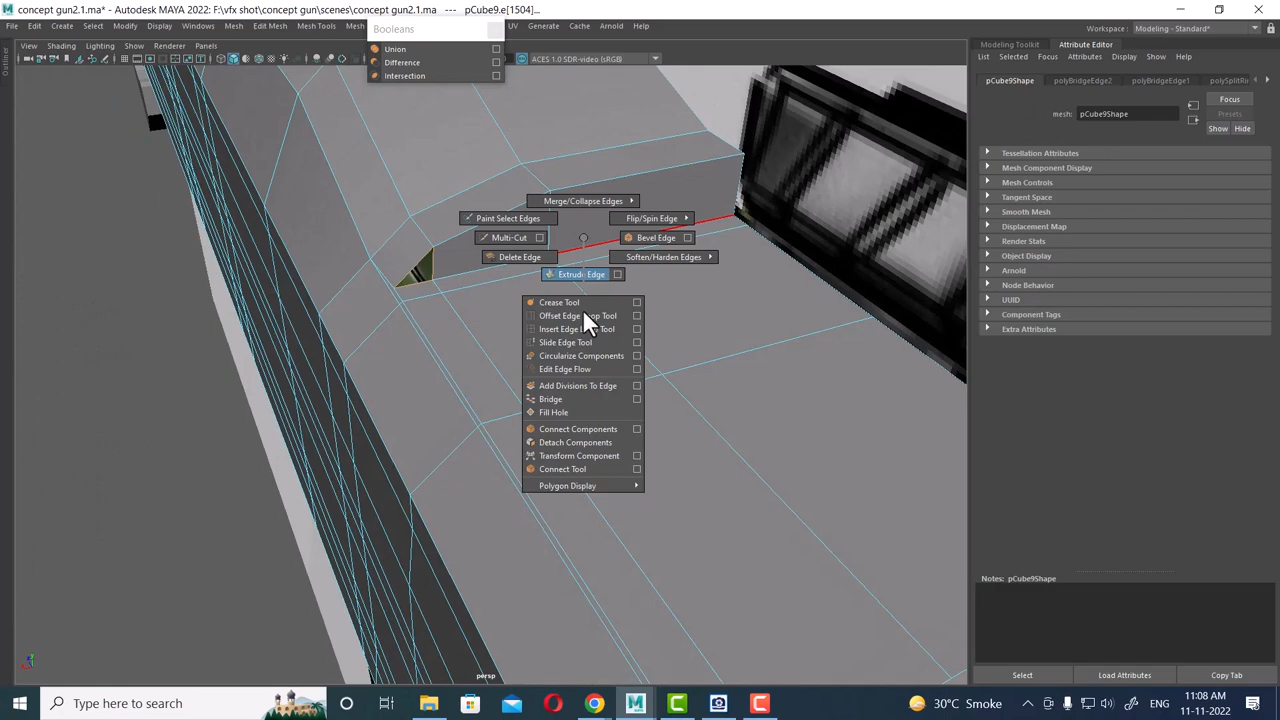 concept gun2.1.ma* - Autodesk MAYA 2022: F:\vfx shot\concept gun\scenes\concept gun2.1.ma --- pCube9.e[1504]...
File Edit Create Select Modify Display Windows Mesh Edit Mesh Mesh Tools Mesh UV Generate Cache Arnold Help
Workspace : Modeling - Standard*
Booleans
Union
Difference
Intersection
View Shading Lighting Show Renderer Panels
ACES 1.0 SDR-video (sRGB)
Outliner
Modeling Toolkit Attribute Editor
List Selected Focus Attributes Display Show Help
pCube9Shape polyBridgeEdge2 polyBridgeEdge1 polySplitRi
mesh: pCube9Shape
Focus
Presets
Show Hide
Tessellation Attributes
Mesh Component Display
Mesh Controls
Tangent Space
Smooth Mesh
Displacement Map
Render Stats
Object Display
Arnold
Node Behavior
UUID
Component Tags
Extra Attributes
Merge/Collapse Edges
Paint Select Edges Flip/Spin Edge
Multi-Cut Bevel Edge
Delete Edge Soften/Harden Edges
Extrude Edge
Crease Tool
Offset Edge Loop Tool
Insert Edge Loop Tool
Slide Edge Tool
Circularize Components
Edit Edge Flow
Add Divisions To Edge
Bridge
Fill Hole
Connect Components
Detach Components
Transform Component
Connect Tool
Polygon Display
persp
Notes: pCube9Shape
Select Load Attributes Copy Tab
Type here to search
30°C Smoke
ENG
11:08 AM
11-11-2022